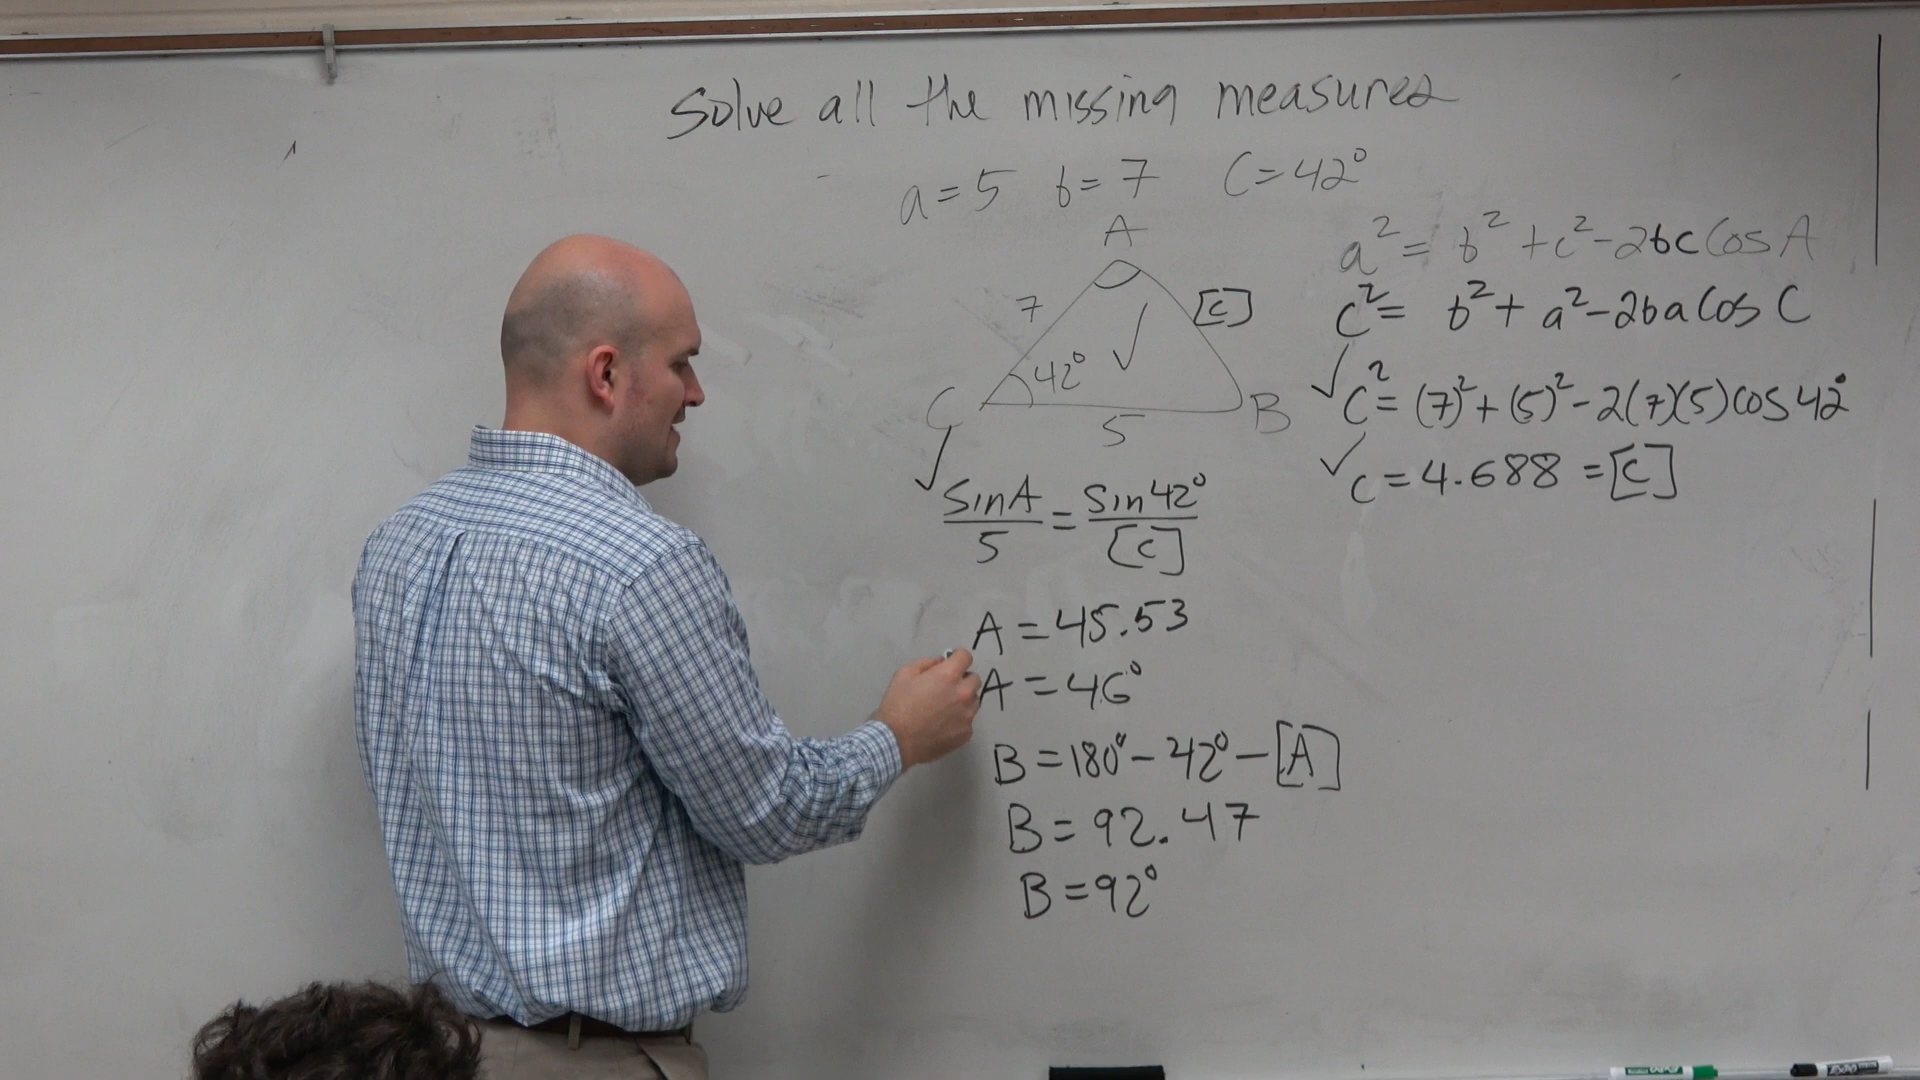 Solve all the missing measures
a = 5 b = 7 C = 42°
A
7
[c]
42°
C
B
5
a² = b² + c² - 2bc Cos A
c² = b² + a² - 2ba Cos C
✓ c² = (7)² + (5)² - 2(7)(5) cos 42°
✓ c = 4.688 = [c]
✓ Sin A / 5 = Sin 42° / [c]
A = 45.53
A = 46°
B = 180° - 42° - [A]
B = 92.47
B = 92°
EXPO